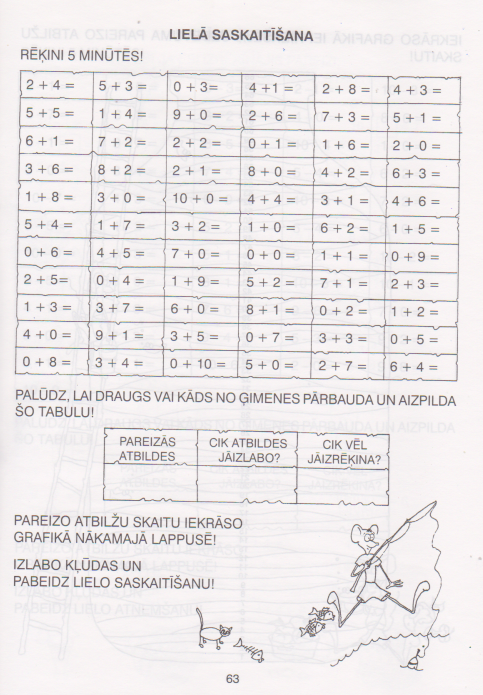 LIELĀ SASKAITĪŠANA
RĒĶINI 5 MINŪTĒS!
2 + 4 = 5 + 3 = 0 + 3= 4 +1 = 2 + 8 = 4 + 3 =
5 + 5 = 1 + 4 = 9 + 0 = 2 + 6 = 7 + 3 = 5 + 1 =
6 + 1 = 7 + 2 = 2 + 2 = 0 + 1 = 1 + 6 = 2 + 0 =
3 + 6 = 8 + 2 = 2 + 1 = 8 + 0 = 4 + 2 = 6 + 3 =
1 + 8 = 3 + 0 = 10 + 0 = 4 + 4 = 3 + 1 = 4 + 6 =
5 + 4 = 1 + 7 = 3 + 2 = 1 + 0 = 6 + 2 = 1 + 5 =
0 + 6 = 4 + 5 = 7 + 0 = 0 + 0 = 1 + 1 = 0 + 9 =
2 + 5= 0 + 4 = 1 + 9 = 5 + 2 = 7 + 1 = 2 + 3 =
1 + 3 = 3 + 7 = 6 + 0 = 8 + 1 = 0 + 2 = 1 + 2 =
4 + 0 = 9 + 1 = 3 + 5 = 0 + 7 = 3 + 3 = 0 + 5 =
0 + 8 = 3 + 4 = 0 + 10 = 5 + 0 = 2 + 7 = 6 + 4 =
PALŪDZ, LAI DRAUGS VAI KĀDS NO ĢIMENES PĀRBAUDA UN AIZPILDA
ŠO TABULU!
PAREIZĀS CIK ATBILDES CIK VĒL
ATBILDES JĀIZLABO? JĀIZRĒĶINA?
PAREIZO ATBILŽU SKAITU IEKRĀSO
GRAFIKĀ NĀKAMAJĀ LAPPUSĒ!
IZLABO KĻŪDAS UN
PABEIDZ LIELO SASKAITĪŠANU!
63